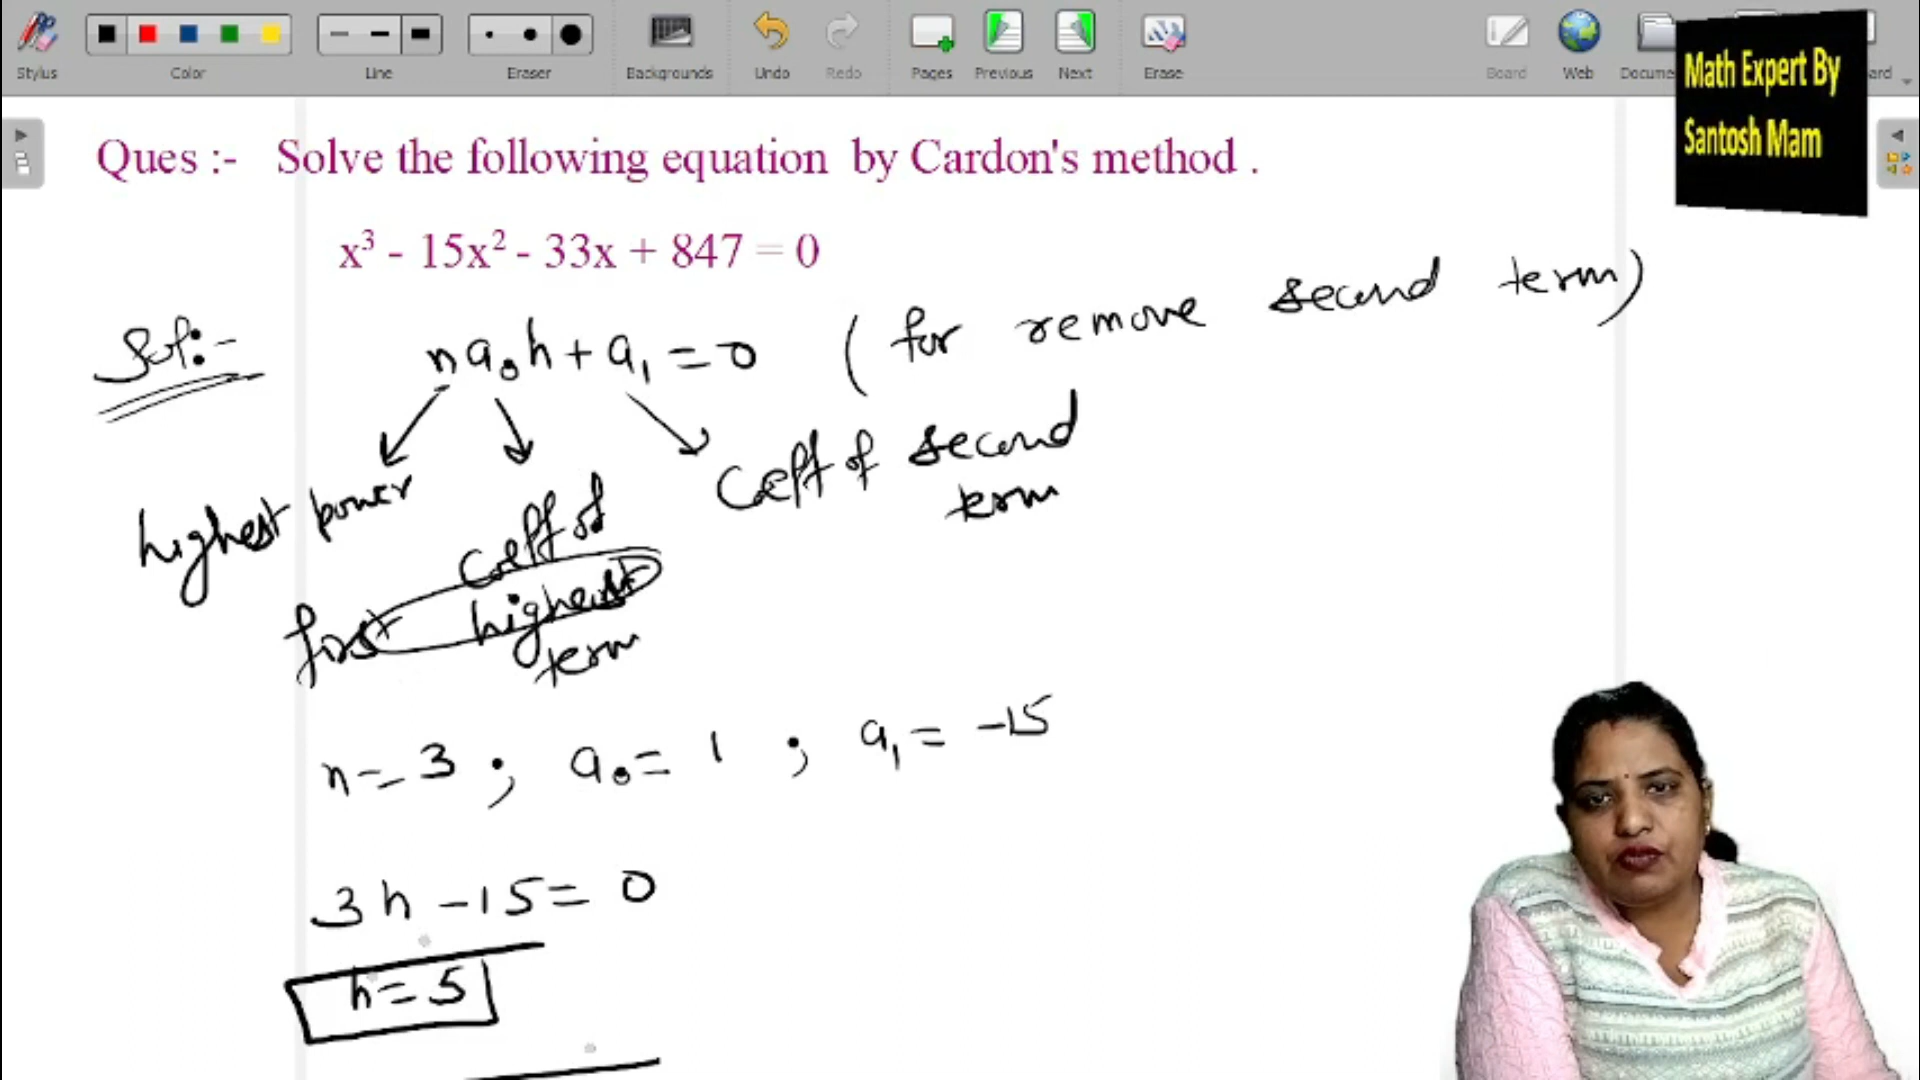 Stylus
Color
Line
Eraser
Backgrounds
Undo
Redo
Pages
Previous
Next
Erase
Board
Web
Math Expert By
Santosh Mam
Ques :- Solve the following equation by Cardon's method .
x³ - 15x² - 33x + 847 = 0
Sol:-
na₀h + a₁ = 0 (for remove second term)
highest power
coeff of
highest
term
first
Coeff of second
term
n = 3 ; a₀ = 1 ; a₁ = -15
3h - 15 = 0
h = 5